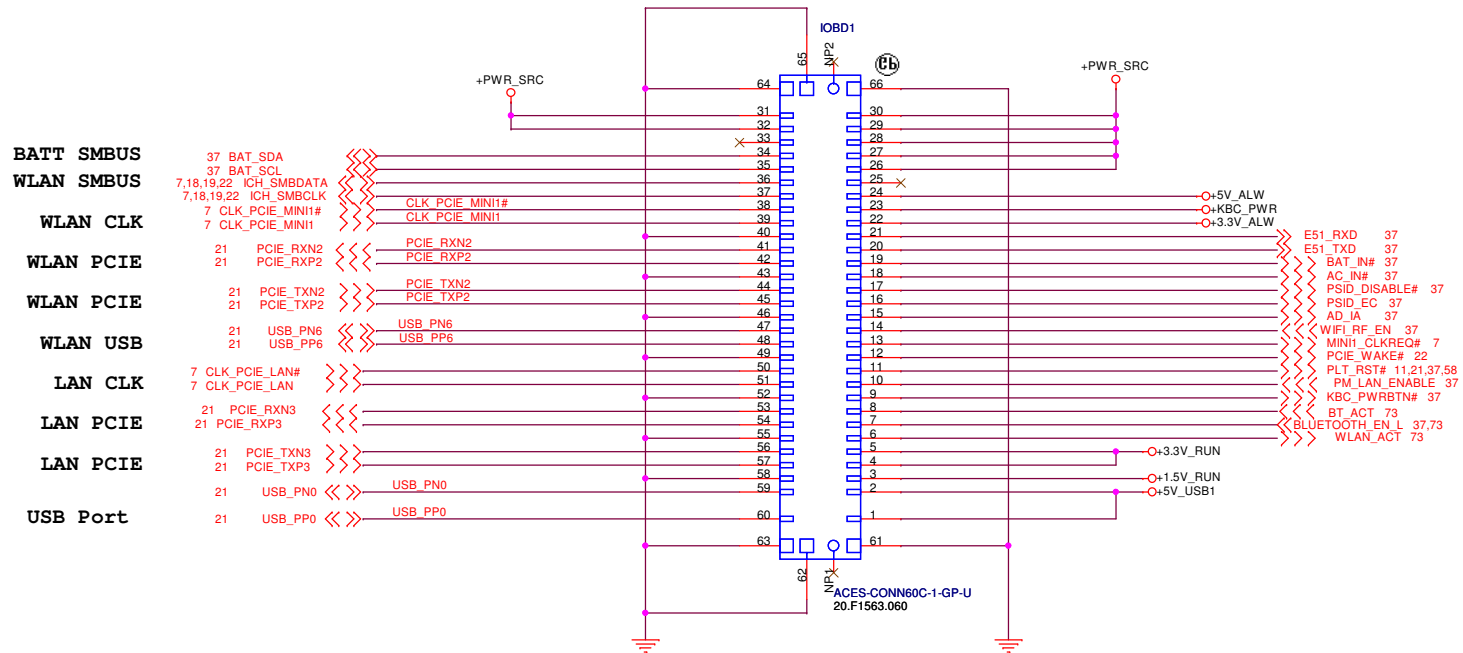 IOBD1
65
NP2
Cb
+PWR_SRC
+PWR_SRC
64
66
31
30
32
29
33
28
BATT SMBUS
37 BAT_SDA
34
27
37 BAT_SCL
35
26
WLAN SMBUS
7,18,19,22 ICH_SMBDATA
36
25
7,18,19,22 ICH_SMBCLK
37
24
+5V_ALW
7 CLK_PCIE_MINI1#
CLK_PCIE_MINI1#
38
23
+KBC_PWR
WLAN CLK
7 CLK_PCIE_MINI1
CLK_PCIE_MINI1
39
22
+3.3V_ALW
40
21
E51_RXD 37
21 PCIE_RXN2
PCIE_RXN2
41
20
E51_TXD 37
WLAN PCIE
21 PCIE_RXP2
PCIE_RXP2
42
19
BAT_IN# 37
43
18
AC_IN# 37
21 PCIE_TXN2
PCIE_TXN2
44
17
PSID_DISABLE# 37
WLAN PCIE
21 PCIE_TXP2
PCIE_TXP2
45
16
PSID_EC 37
46
15
AD_IA 37
21 USB_PN6
USB_PN6
47
14
WIFI_RF_EN 37
WLAN USB
21 USB_PP6
USB_PP6
48
13
MINI1_CLKREQ# 7
49
12
PCIE_WAKE# 22
7 CLK_PCIE_LAN#
50
11
PLT_RST# 11,21,37,58
LAN CLK
7 CLK_PCIE_LAN
51
10
PM_LAN_ENABLE 37
52
9
KBC_PWRBTN# 37
21 PCIE_RXN3
53
8
BT_ACT 73
LAN PCIE
21 PCIE_RXP3
54
7
BLUETOOTH_EN_L 37,73
55
6
WLAN_ACT 73
21 PCIE_TXN3
56
5
+3.3V_RUN
LAN PCIE
21 PCIE_TXP3
57
4
58
3
+1.5V_RUN
21 USB_PN0
USB_PN0
59
2
+5V_USB1
USB Port
21 USB_PP0
USB_PP0
60
1
63
61
62
NP1
ACES-CONN60C-1-GP-U
20.F1563.060